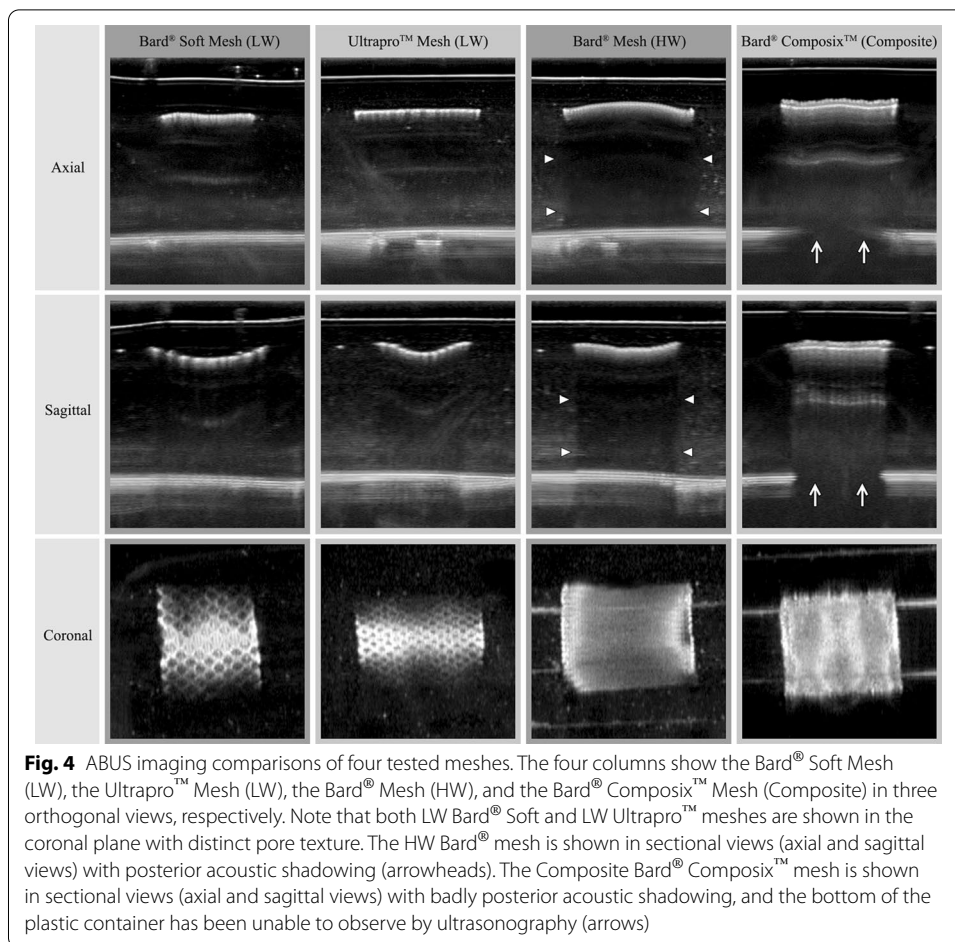 Bard® Soft Mesh (LW) Ultrapro™ Mesh (LW) Bard® Mesh (HW) Bard® Composix™ (Composite)
Axial
Sagittal
Coronal
Fig. 4 ABUS imaging comparisons of four tested meshes. The four columns show the Bard® Soft Mesh
(LW), the Ultrapro™ Mesh (LW), the Bard® Mesh (HW), and the Bard® Composix™ Mesh (Composite) in three
orthogonal views, respectively. Note that both LW Bard® Soft and LW Ultrapro™ meshes are shown in the
coronal plane with distinct pore texture. The HW Bard® mesh is shown in sectional views (axial and sagittal
views) with posterior acoustic shadowing (arrowheads). The Composite Bard® Composix™ mesh is shown
in sectional views (axial and sagittal views) with badly posterior acoustic shadowing, and the bottom of the
plastic container has been unable to observe by ultrasonography (arrows)